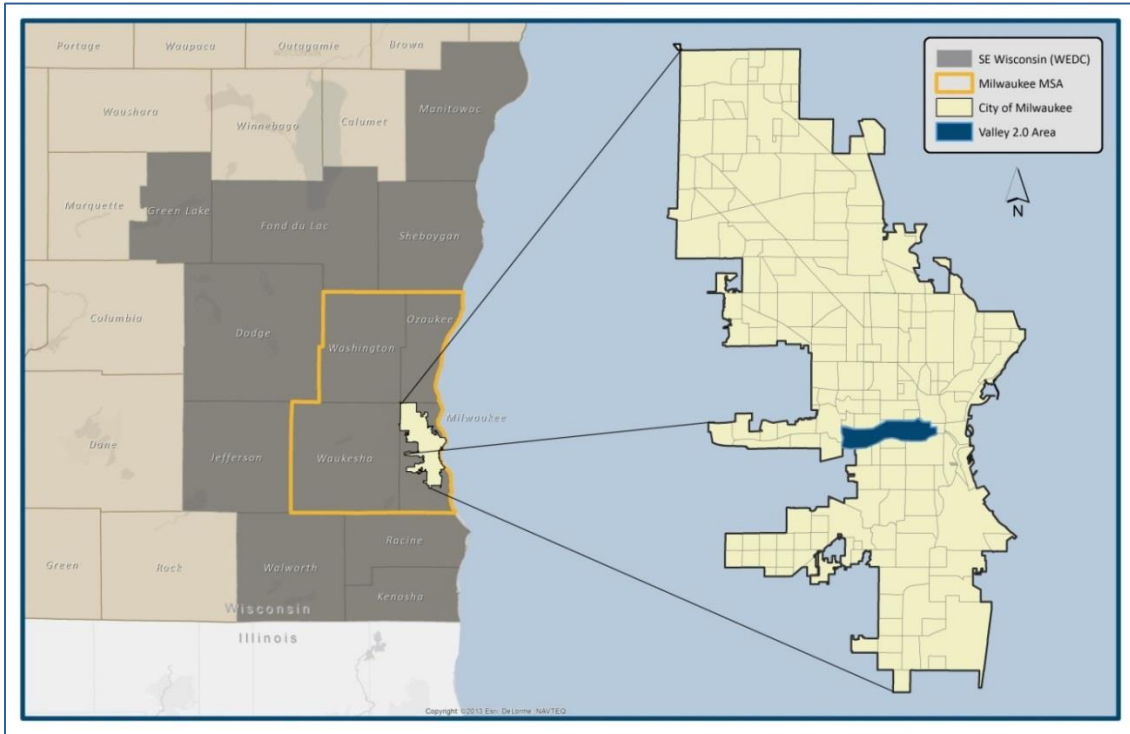 Portage
Waupaca
Outagamie
Brown
Wisconsin
Manitowoc
Waushara
Winnebago
Calumet
Marquette
Green Lake
Fond du Lac
Sheboygan
Columbia
Dodge
Ozaukee
Washington
Milwaukee
Dane
Jefferson
Waukesha
Racine
Green
Rock
Walworth
Kenosha
Wisconsin
Illinois
Copyright: ©2013 Esri, DeLorme, NAVTEQ
SE Wisconsin (WEDC)
Milwaukee MSA
City of Milwaukee
Valley 2.0 Area
N